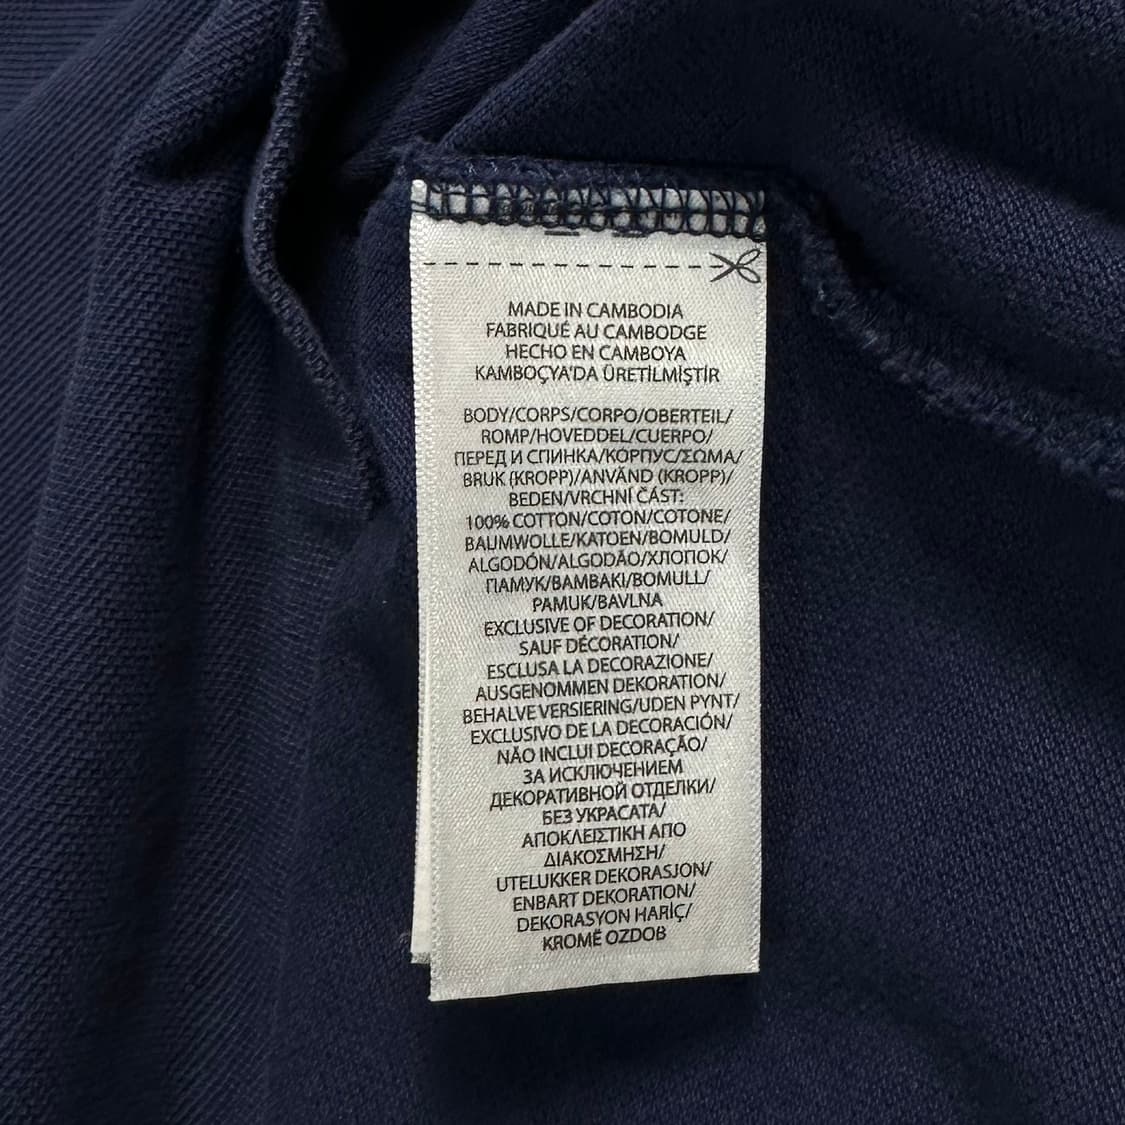 MADE IN CAMBODIA
FABRIQUÉ AU CAMBODGE
HECHO EN CAMBOYA
KAMBOÇYA'DA ÜRETİLMİŞTİR
BODY/CORPS/CORPO/OBERTEIL/
ROMP/HOVEDDEL/CUERPO/
ПЕРЕД И СПИНКА/КОРПУС/ΣΩΜΑ/
BRUK (KROPP)/ANVÄND (KROPP)/
BEDEN/VRCHNÍ ČÁST:
100% COTTON/COTON/COTONE/
BAUMWOLLE/KATOEN/BOMULD/
ALGODÓN/ALGODÃO/ХЛОПОК/
ПАМУК/BAMBAKI/BOMULL/
PAMUK/BAVLNA
EXCLUSIVE OF DECORATION/
SAUF DÉCORATION/
ESCLUSA LA DECORAZIONE/
AUSGENOMMEN DEKORATION/
BEHALVE VERSIERING/UDEN PYNT/
EXCLUSIVO DE LA DECORACIÓN/
NÃO INCLUI DECORAÇÃO/
ЗА ИСКЛЮЧЕНИЕМ
ДЕКОРАТИВНОЙ ОТДЕЛКИ/
БЕЗ УКРАСАТА/
ΑΠΟΚΛΕΙΣΤΙΚΗ ΑΠΟ
ΔΙΑΚΟΣΜΗΣΗ/
UTELUKKER DEKORASJON/
ENBART DEKORATION/
DEKORASYON HARİÇ/
KROMĚ OZDOB